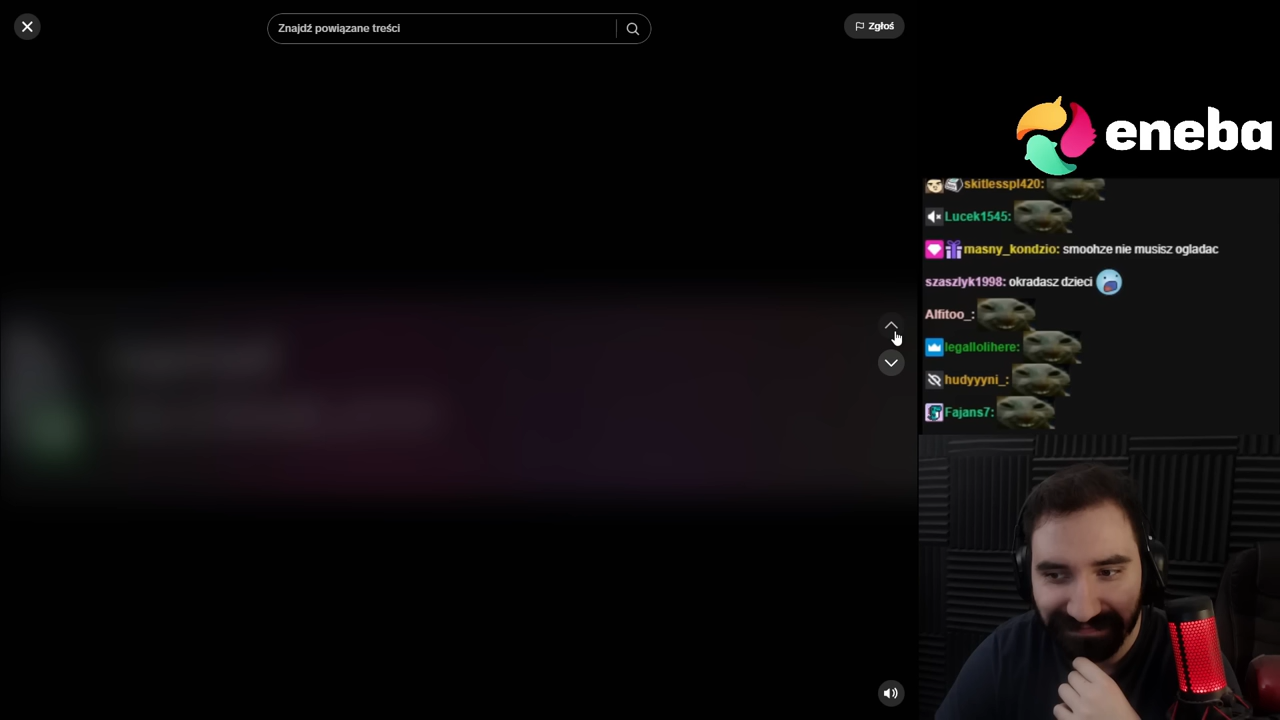 Znajdź powiązane treści
Zgłoś
eneba
skitlesspl420:
Lucek1545:
masny_kondzio: smoohze nie musisz ogladac
szaszlyk1998: okradasz dzieci
Alfitoo_:
legallolihere:
hudyyyni_:
Fajans7: